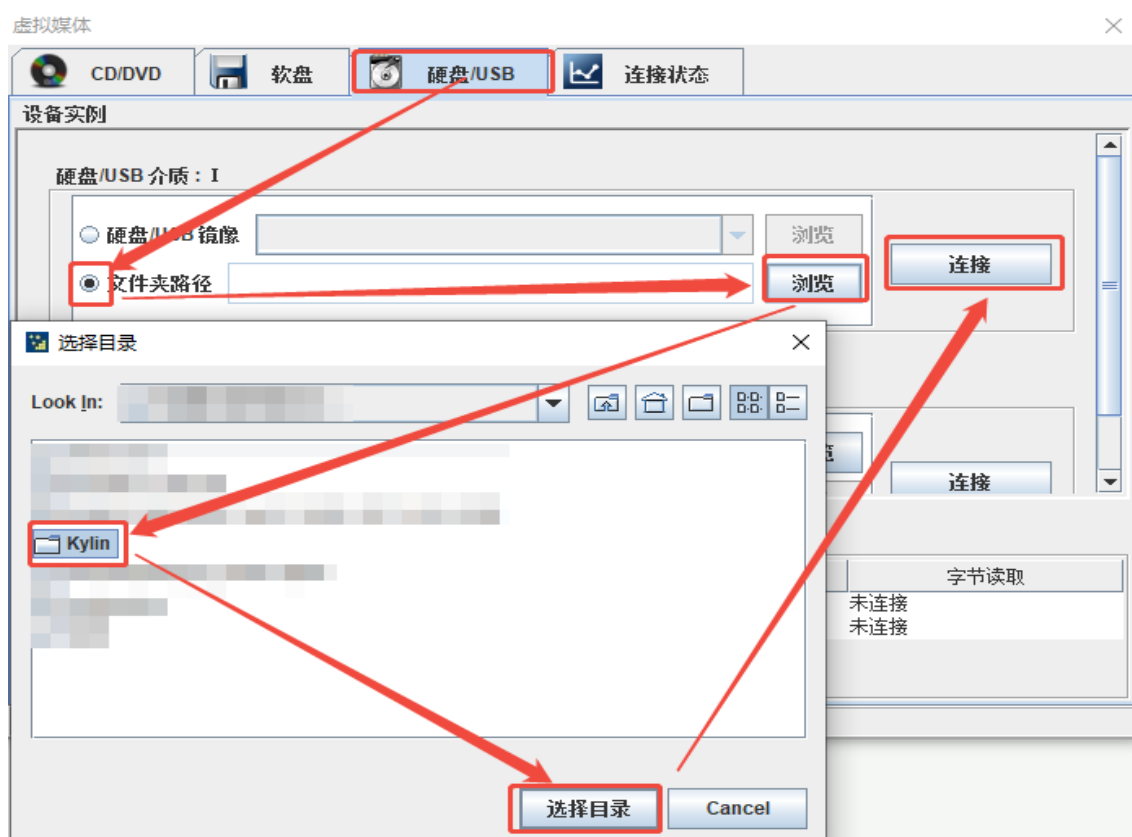 虚拟媒体
CD/DVD 软盘 硬盘/USB 连接状态
设备实例
硬盘/USB 介质：I
硬盘/USB 镜像 浏览
文件夹路径 浏览 连接
选择目录
Look In:
览
连接
Kylin
字节读取
未连接
未连接
选择目录 Cancel